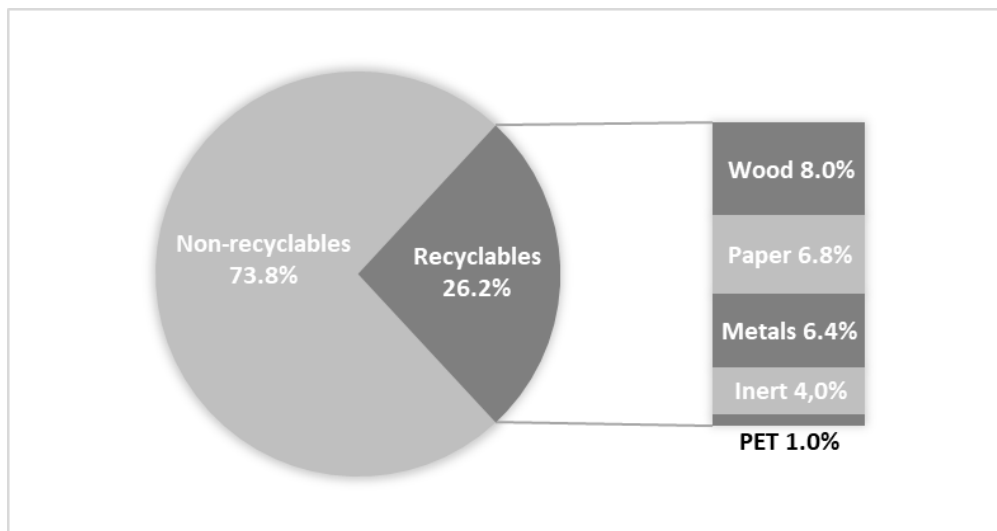 Non-recyclables
73.8%
Recyclables
26.2%
Wood 8.0%
Paper 6.8%
Metals 6.4%
Inert 4,0%
PET 1.0%